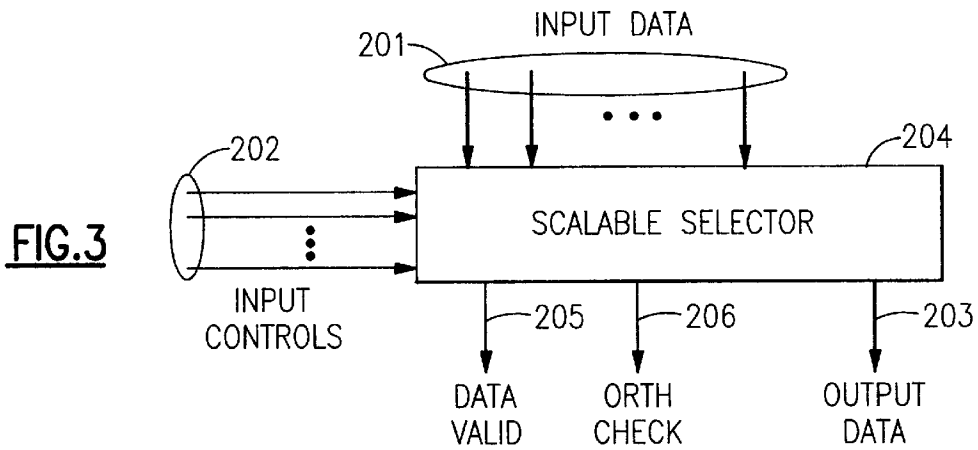 INPUT DATA
201
202
204
SCALABLE SELECTOR
FIG.3
INPUT
CONTROLS
205
206
203
DATA
VALID
ORTH
CHECK
OUTPUT
DATA